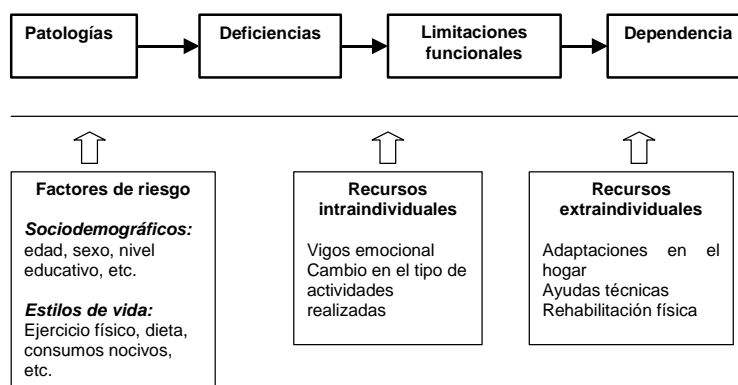 Patologías
Deficiencias
Limitaciones
funcionales
Dependencia
Factores de riesgo
Sociodemográficos:
edad, sexo, nivel
educativo, etc.
Estilos de vida:
Ejercicio físico, dieta,
consumos nocivos,
etc.
Recursos
intraindividuales
Vigos emocional
Cambio en el tipo de
actividades
realizadas
Recursos
extraindividuales
Adaptaciones en el
hogar
Ayudas técnicas
Rehabilitación física